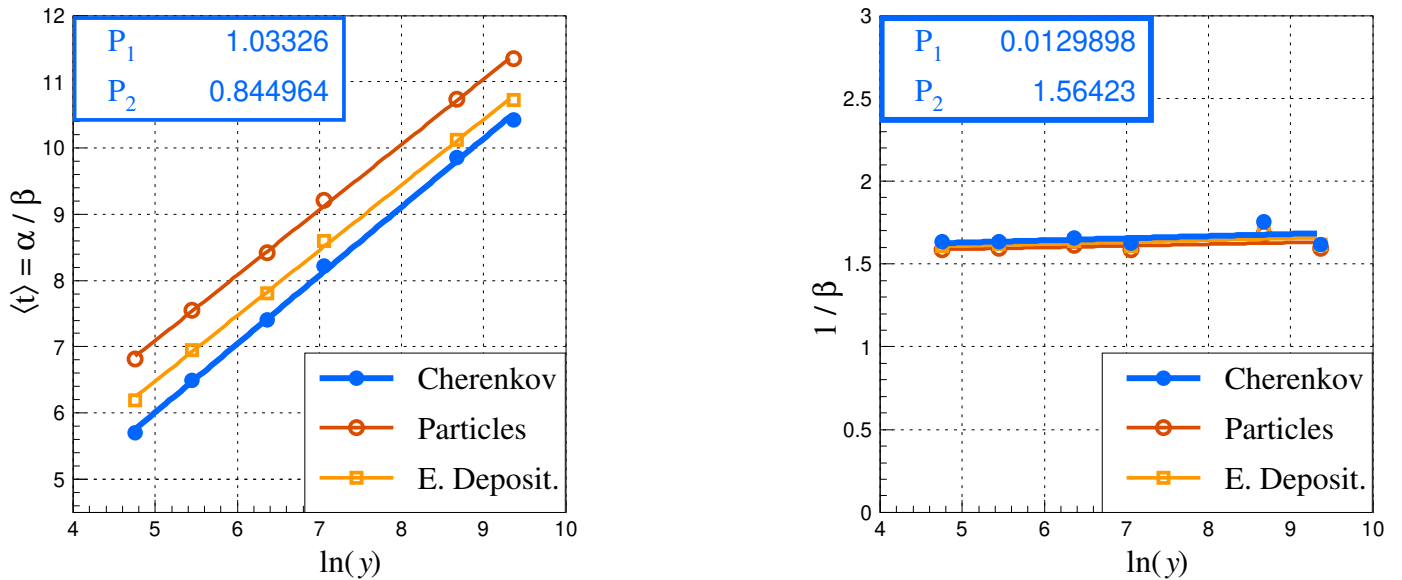 P1 1.03326
P2 0.844964
12
11
10
9
8
7
6
5
4 5 6 7 8 9 10
⟨t⟩ = α / β
ln(y)
Cherenkov
Particles
E. Deposit.
P1 0.0129898
P2 1.56423
3
2.5
2
1.5
1
0.5
0
4 5 6 7 8 9 10
1 / β
ln(y)
Cherenkov
Particles
E. Deposit.